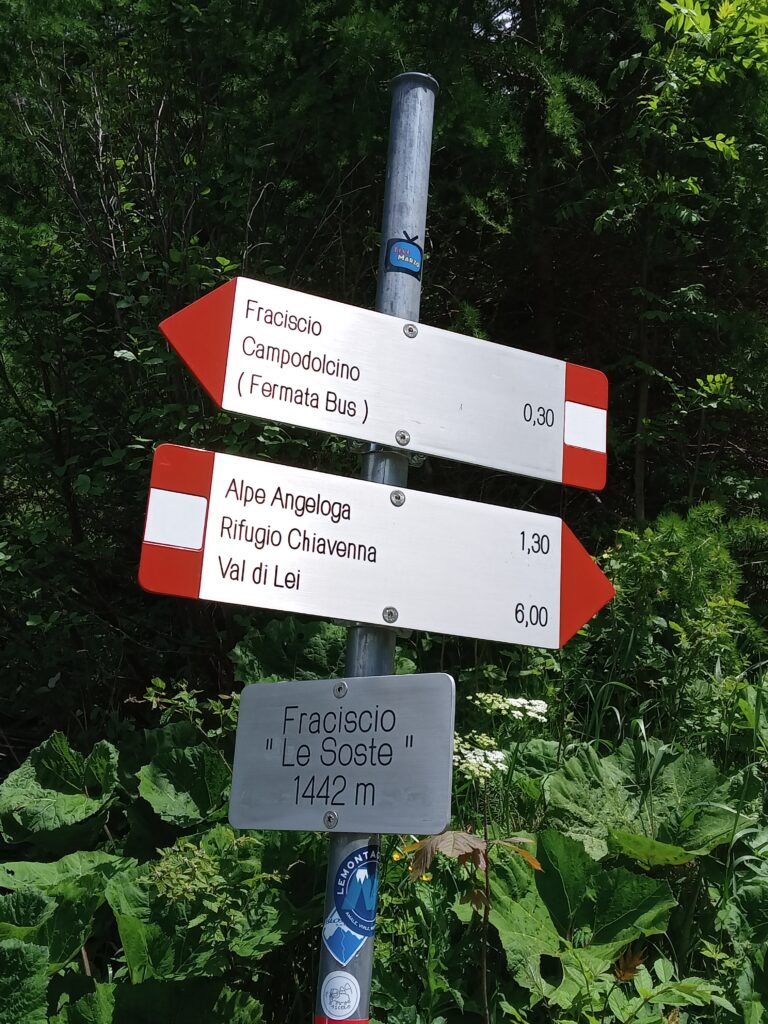 Fraciscio
Campodolcino
( Fermata Bus ) 0,30
Alpe Angeloga 1,30
Rifugio Chiavenna
Val di Lei 6,00
Fraciscio
" Le Soste "
1442 m
LEMONTA